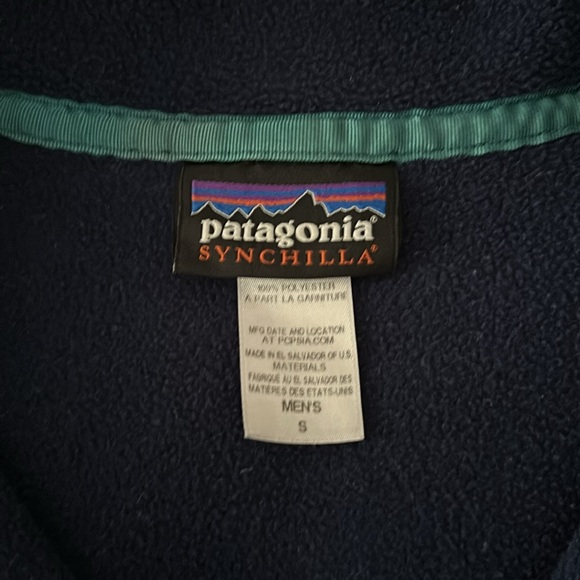 patagonia®
SYNCHILLA®
100% POLYESTER
A PART LA GARNITURE
MFG DATE AND LOCATION
AT PCPSIA.COM
MADE IN EL SALVADOR OF U.S.
MATERIALS
FABRIQUÉ AU EL SALVADOR DES
MATIERES DES ETATS-UNIS
MEN'S
S